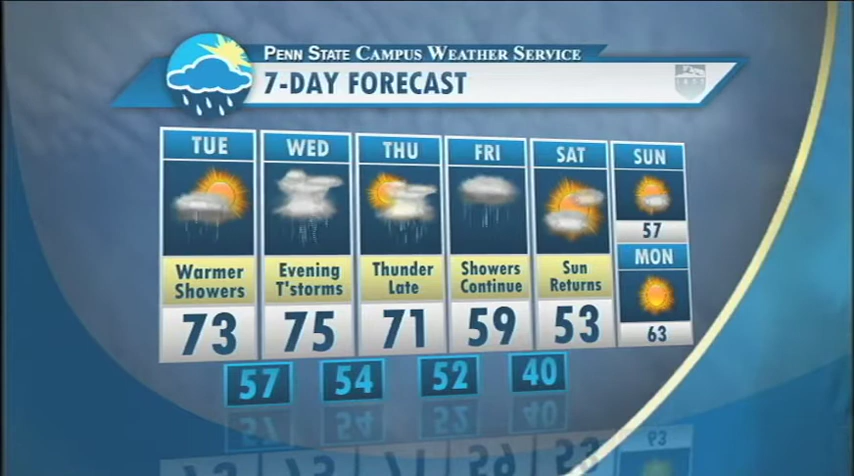 PENN STATE CAMPUS WEATHER SERVICE
7-DAY FORECAST
TUE
Warmer
Showers
73
WED
Evening
T'storms
75
THU
Thunder
Late
71
FRI
Showers
Continue
59
SAT
Sun
Returns
53
SUN
57
MON
63
57
54
52
40